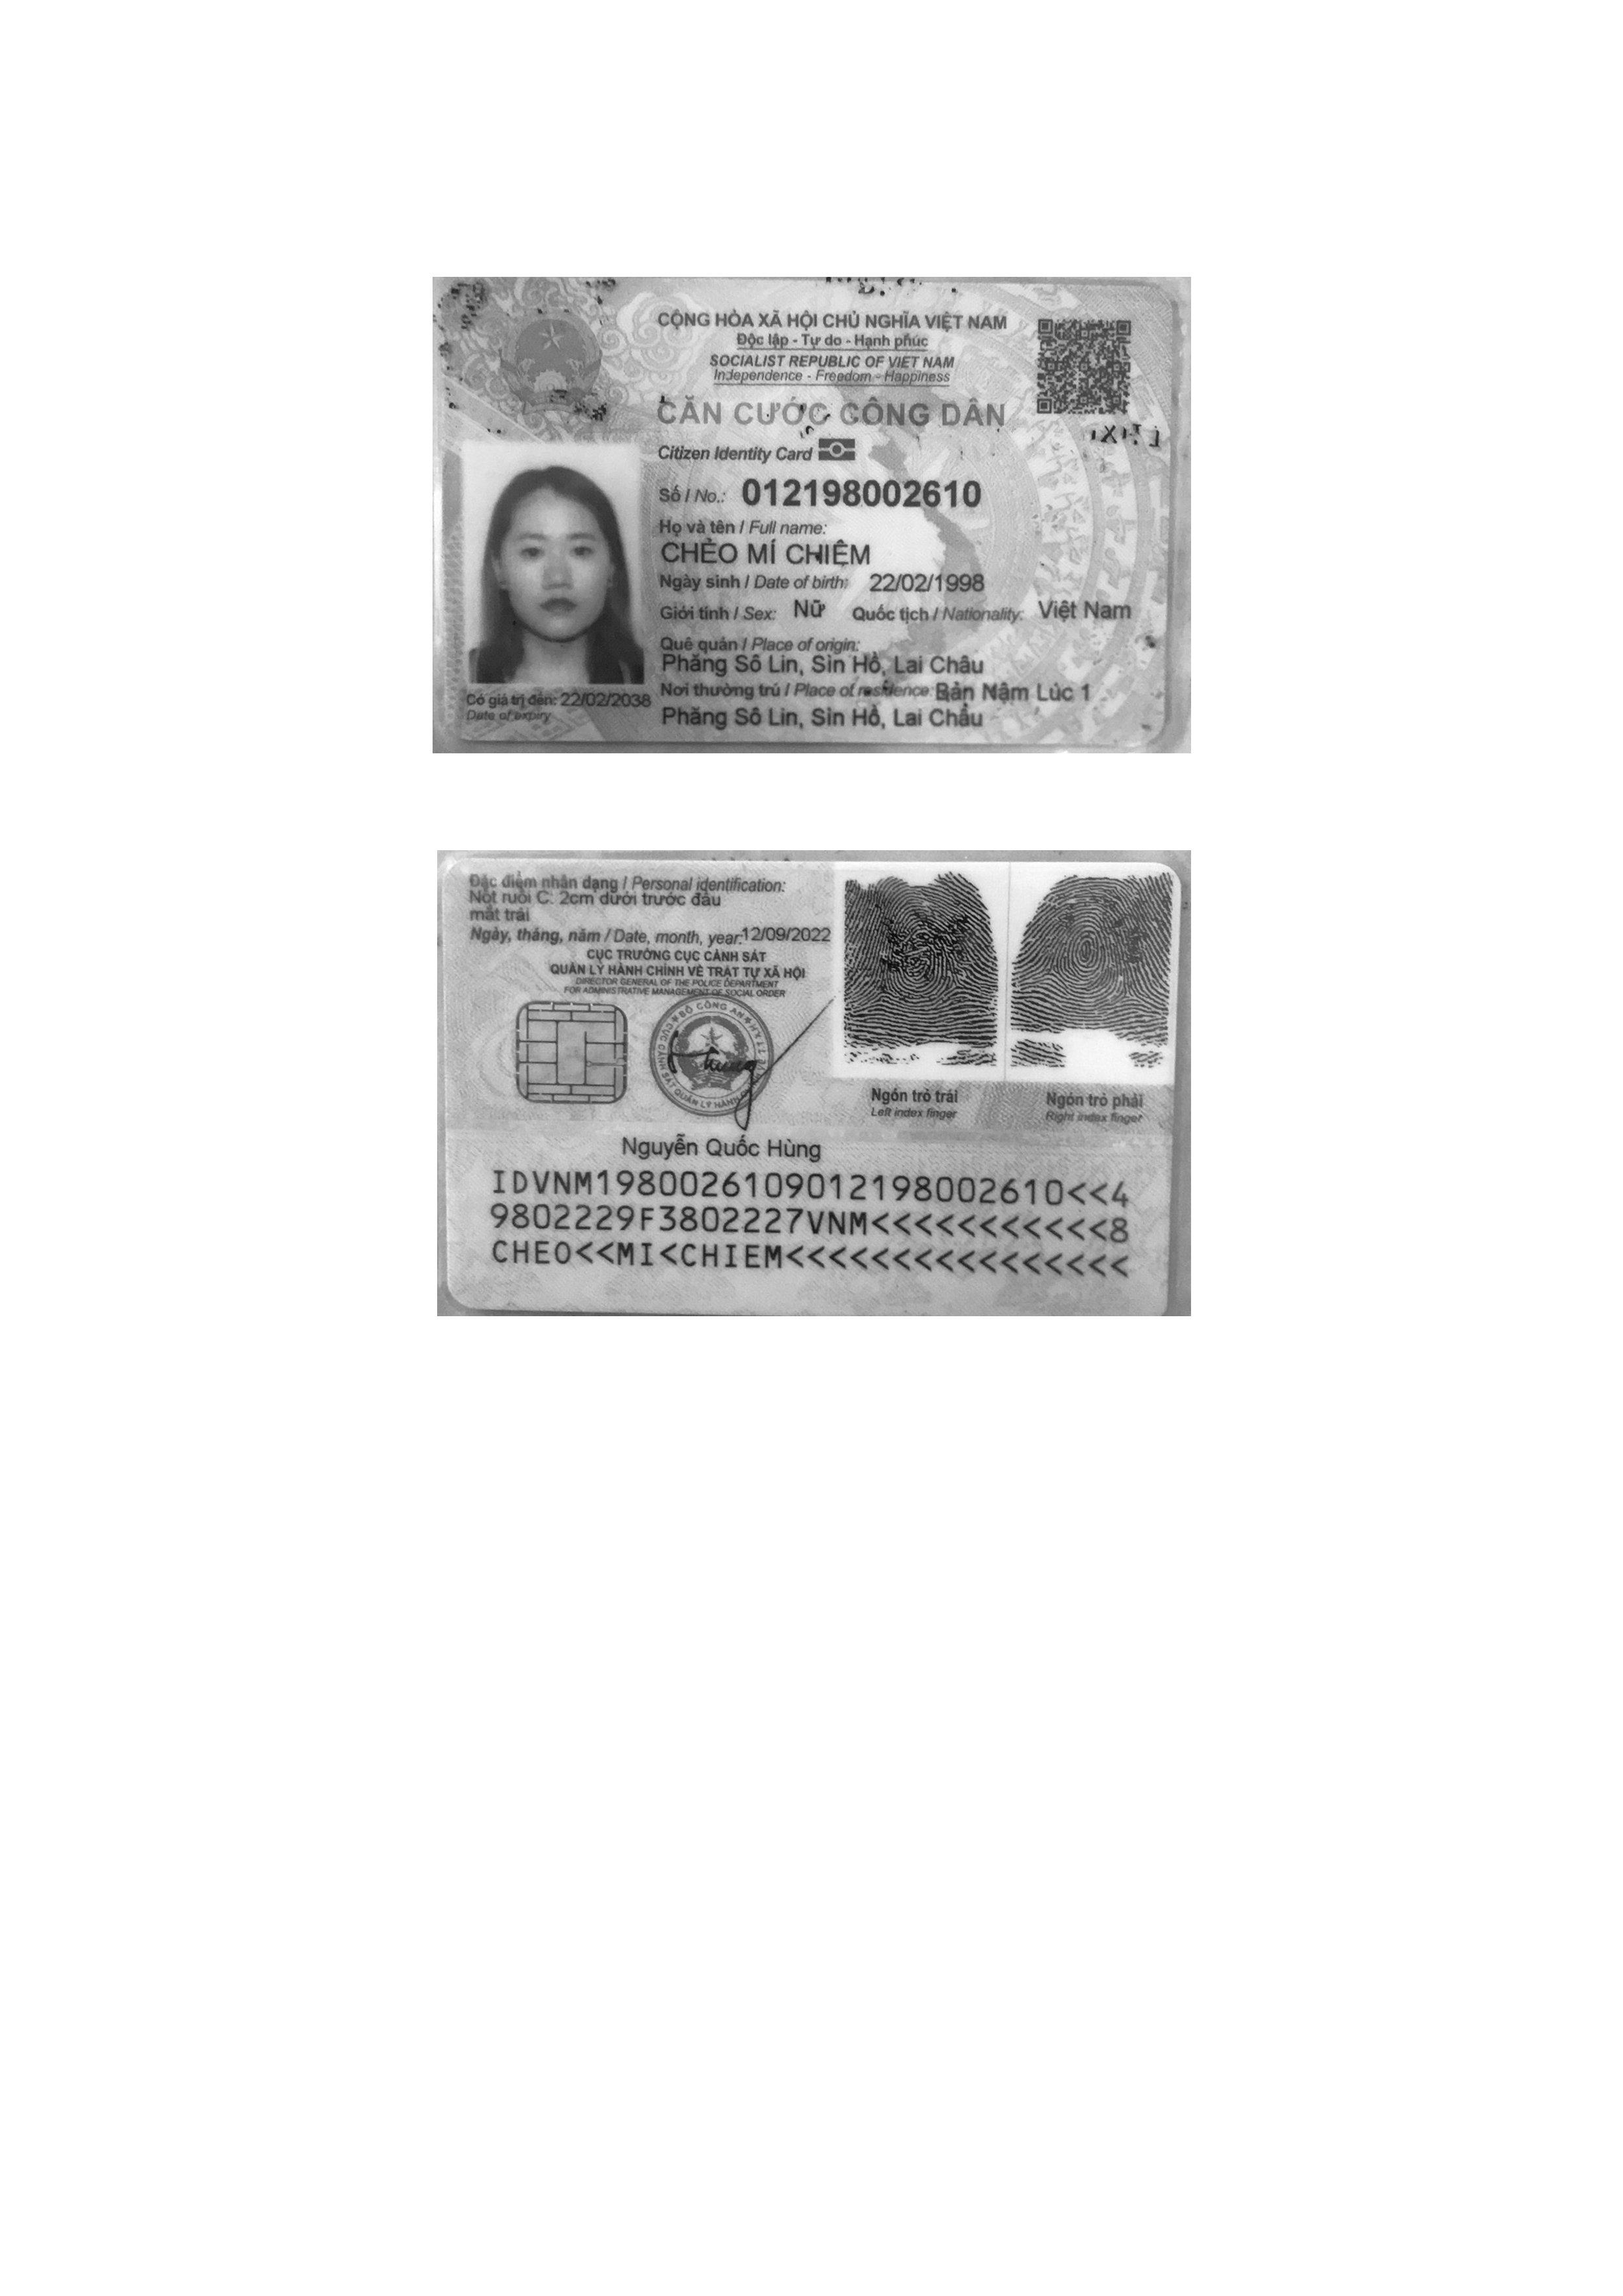 CỘNG HÒA XÃ HỘI CHỦ NGHĨA VIỆT NAM
Độc lập - Tự do - Hạnh phúc
SOCIALIST REPUBLIC OF VIET NAM
Independence - Freedom - Happiness
CĂN CƯỚC CÔNG DÂN
Citizen Identity Card
Số / No.: 012198002610
Họ và tên / Full name:
CHẺO MÍ CHIÊM
Ngày sinh / Date of birth: 22/02/1998
Giới tính / Sex: Nữ Quốc tịch / Nationality: Việt Nam
Quê quán / Place of origin:
Phăng Sô Lin, Sìn Hồ, Lai Châu
Nơi thường trú / Place of residence: Bản Nậm Lúc 1
Phăng Sô Lin, Sìn Hồ, Lai Châu
Có giá trị đến: 22/02/2038
Date of expiry
Đặc điểm nhân dạng / Personal identification:
Nốt ruồi C: 2cm dưới trước đầu
mắt trái
Ngày, tháng, năm / Date, month, year: 12/09/2022
CỤC TRƯỞNG CỤC CẢNH SÁT
QUẢN LÝ HÀNH CHÍNH VỀ TRẬT TỰ XÃ HỘI
DIRECTOR GENERAL OF THE POLICE DEPARTMENT
FOR ADMINISTRATIVE MANAGEMENT OF SOCIAL ORDER
BỘ CÔNG AN
Ngón trỏ trái
Left index finger
Ngón trỏ phải
Right index finger
Nguyễn Quốc Hùng
IDVNM1980026109012198002610<<4
9802229F3802227VNM<<<<<<<<<<<8
CHEO<<MI<CHIEM<<<<<<<<<<<<<<<<